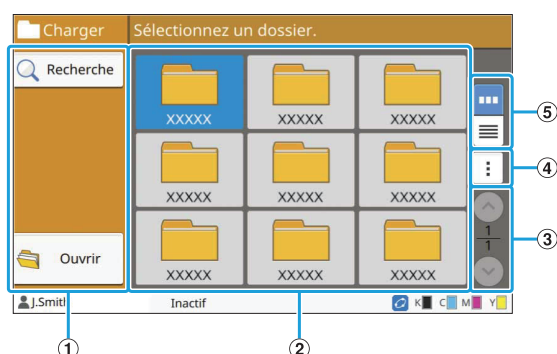 Charger
Sélectionnez un dossier.
Recherche
XXXXX XXXXX XXXXX
XXXXX XXXXX XXXXX
XXXXX XXXXX XXXXX
Ouvrir
1
1
⑤
④
③
J.Smith Inactif K C M Y
① ②